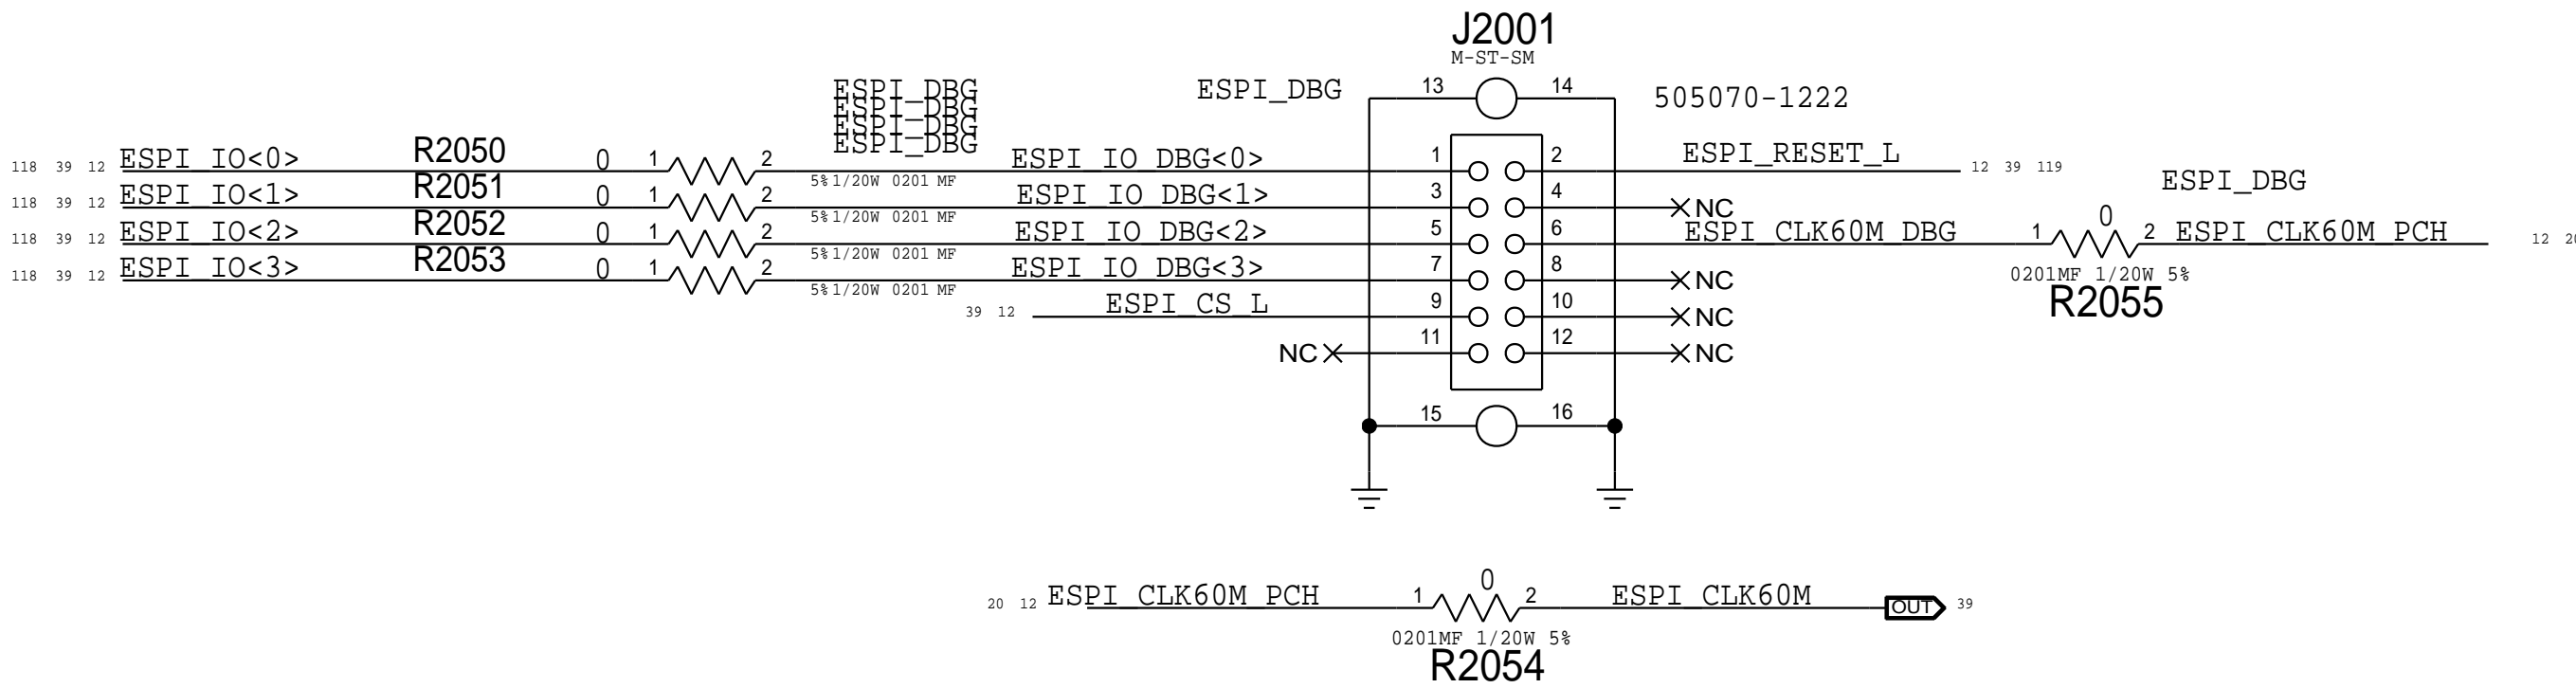 J2001
M-ST-SM
ESPI_DBG
ESPI_DBG
ESPI_DBG
ESPI_DBG
ESPI_DBG
13 14
505070-1222
118 39 12 ESPI_IO<0> R2050 0 1 2 5% 1/20W 0201 MF ESPI_IO_DBG<0> 1 2 ESPI_RESET_L 12 39 119
ESPI_DBG
118 39 12 ESPI_IO<1> R2051 0 1 2 5% 1/20W 0201 MF ESPI_IO_DBG<1> 3 4 NC
118 39 12 ESPI_IO<2> R2052 0 1 2 5% 1/20W 0201 MF ESPI_IO_DBG<2> 5 6 ESPI_CLK60M_DBG 1 0 2 ESPI_CLK60M_PCH 12
0201MF 1/20W 5%
R2055
118 39 12 ESPI_IO<3> R2053 0 1 2 5% 1/20W 0201 MF ESPI_IO_DBG<3> 7 8 NC
39 12 ESPI_CS_L 9 10 NC
NC 11 12 NC
15 16
20 12 ESPI_CLK60M_PCH 1 0 2 ESPI_CLK60M OUT 39
0201MF 1/20W 5%
R2054